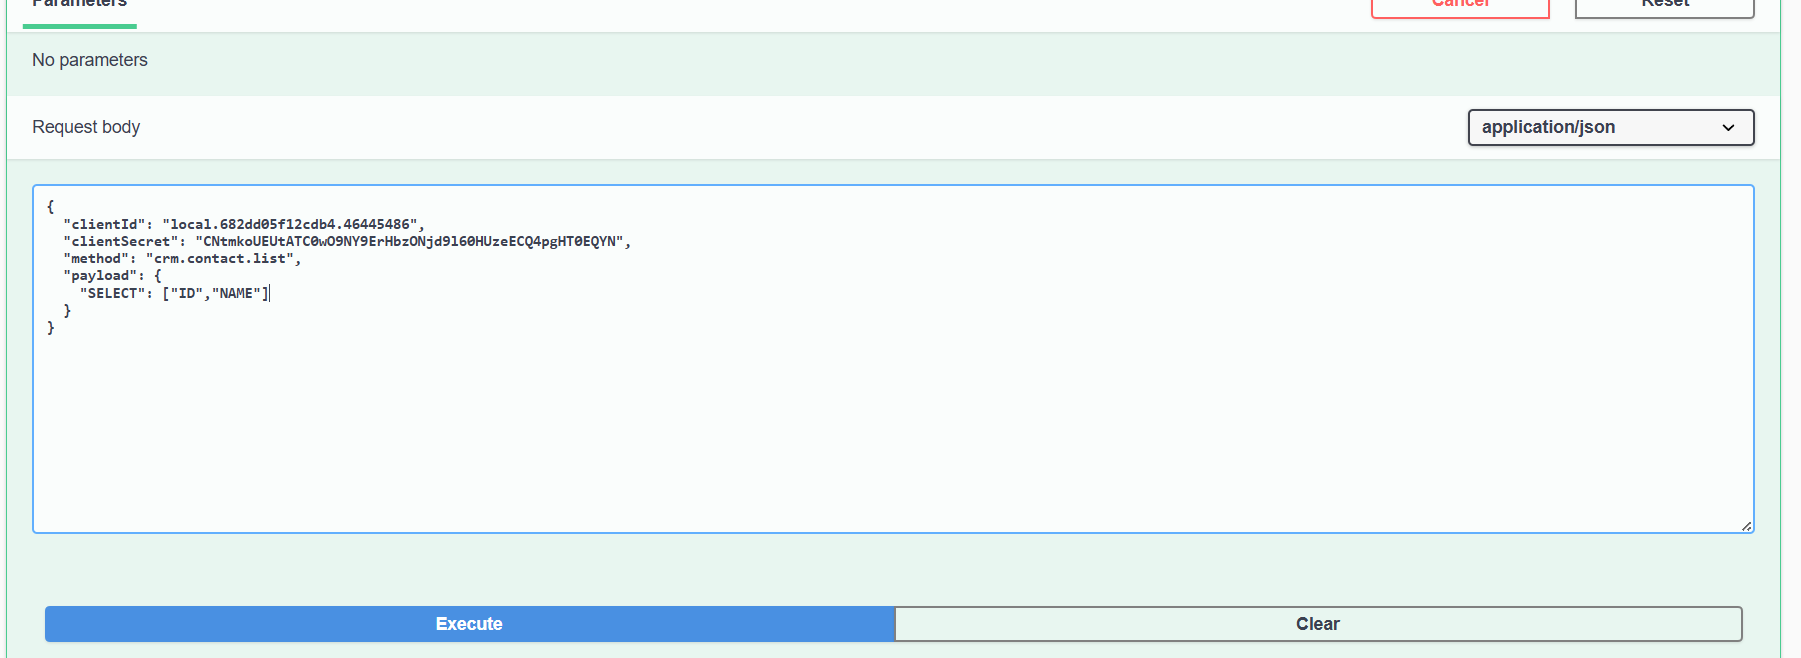 Parameters
Cancel
Reset
No parameters
Request body
application/json
{
"clientId": "local.682dd05f12cdb4.46445486",
"clientSecret": "CNtmkoUEUtATC0wO9NY9ErHbzONjd9l60HUzeECQ4pgHT0EQYN",
"method": "crm.contact.list",
"payload": {
"SELECT": ["ID","NAME"]
}
}
Execute
Clear